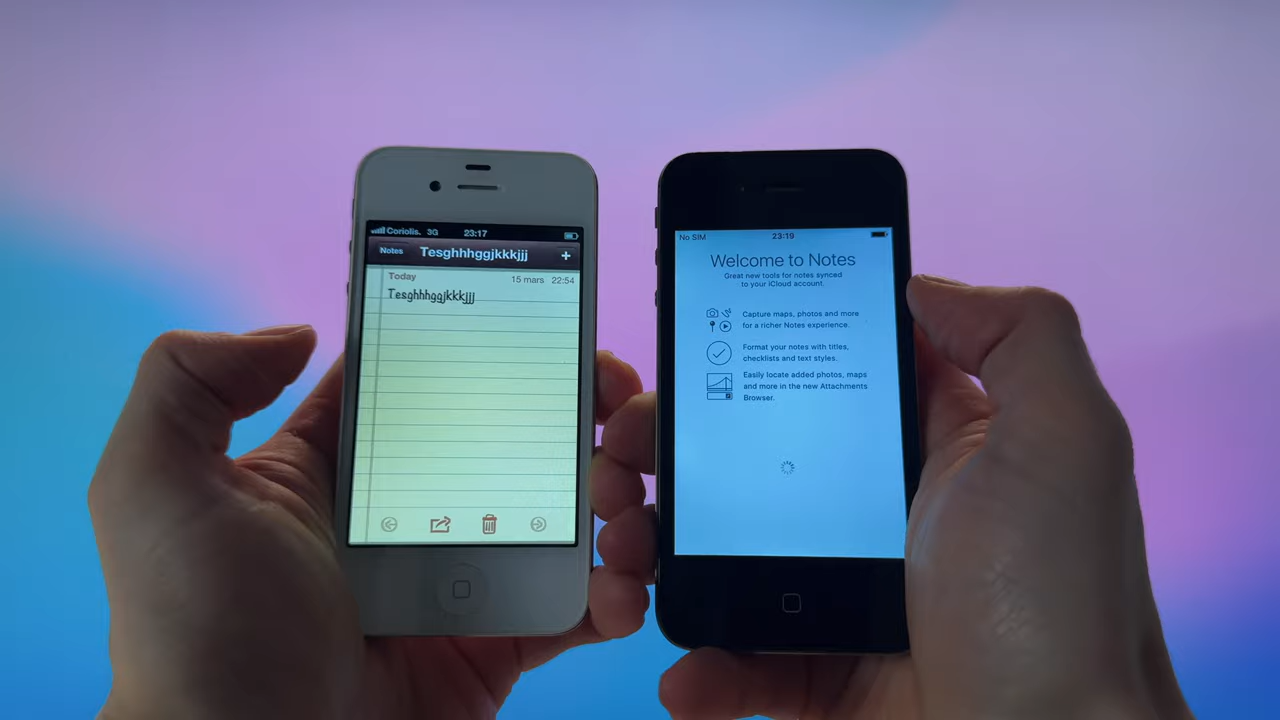 Coriolis. 3G 23:17
Notes Tesghhhggjkkkjjj +
Today 15 mars 22:54
Tesghhhggjkkkjjj
No SIM 23:19
Welcome to Notes
Great new tools for notes synced
to your iCloud account.
Capture maps, photos and more
for a richer Notes experience.
Format your notes with titles,
checklists and text styles.
Easily locate added photos, maps
and more in the new Attachments
Browser.